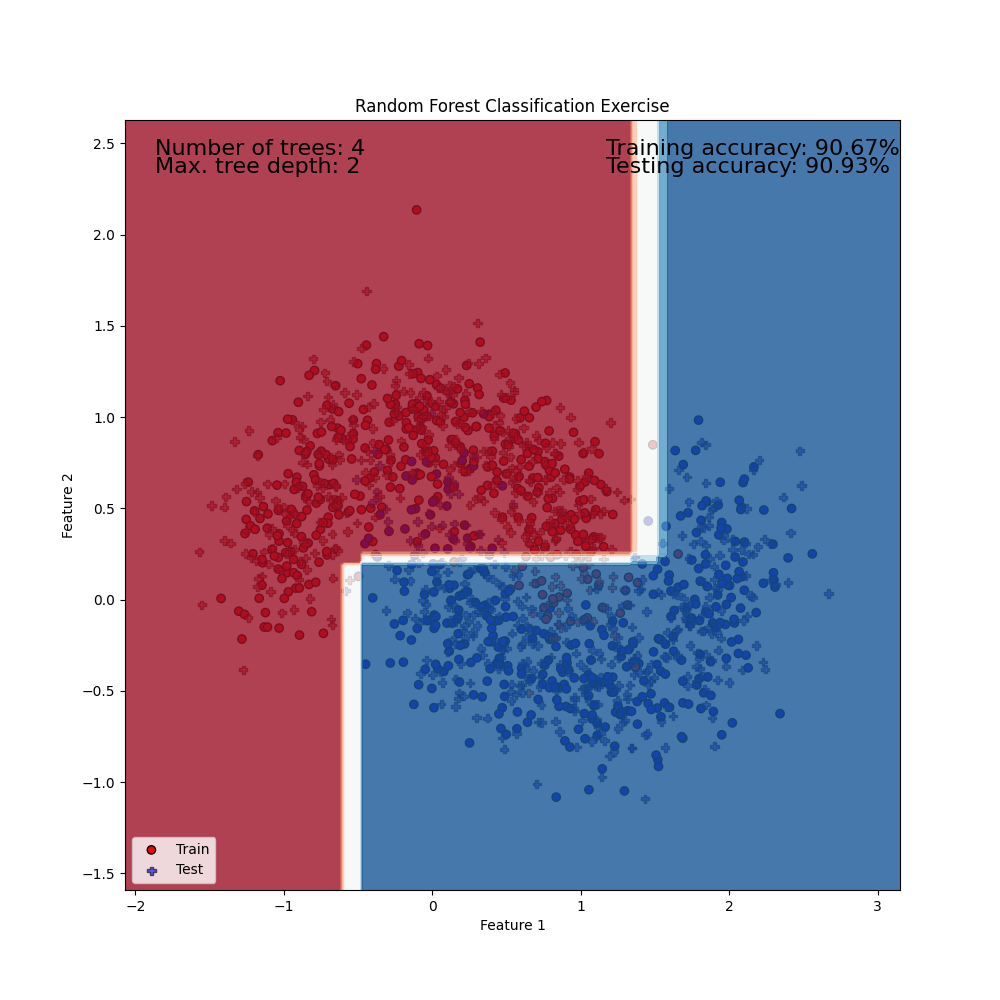 Random Forest Classification Exercise
Number of trees: 4
Max. tree depth: 2
Training accuracy: 90.67%
Testing accuracy: 90.93%
2.5
2.0
1.5
1.0
0.5
0.0
−0.5
−1.0
−1.5
Feature 2
Train
Test
−2
−1
0
1
2
3
Feature 1